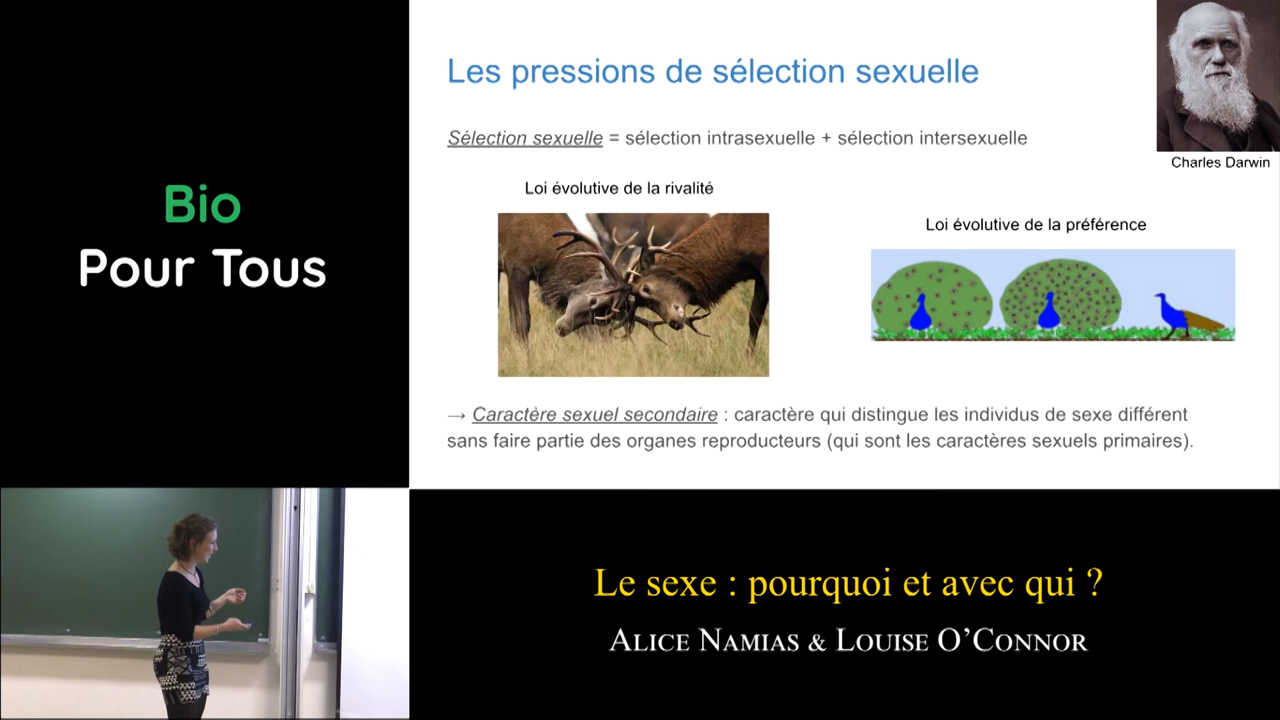 Bio
Pour Tous
Les pressions de sélection sexuelle
Sélection sexuelle = sélection intrasexuelle + sélection intersexuelle
Charles Darwin
Loi évolutive de la rivalité
Loi évolutive de la préférence
→ Caractère sexuel secondaire : caractère qui distingue les individus de sexe différent
sans faire partie des organes reproducteurs (qui sont les caractères sexuels primaires).
Le sexe : pourquoi et avec qui ?
ALICE NAMIAS & LOUISE O'CONNOR